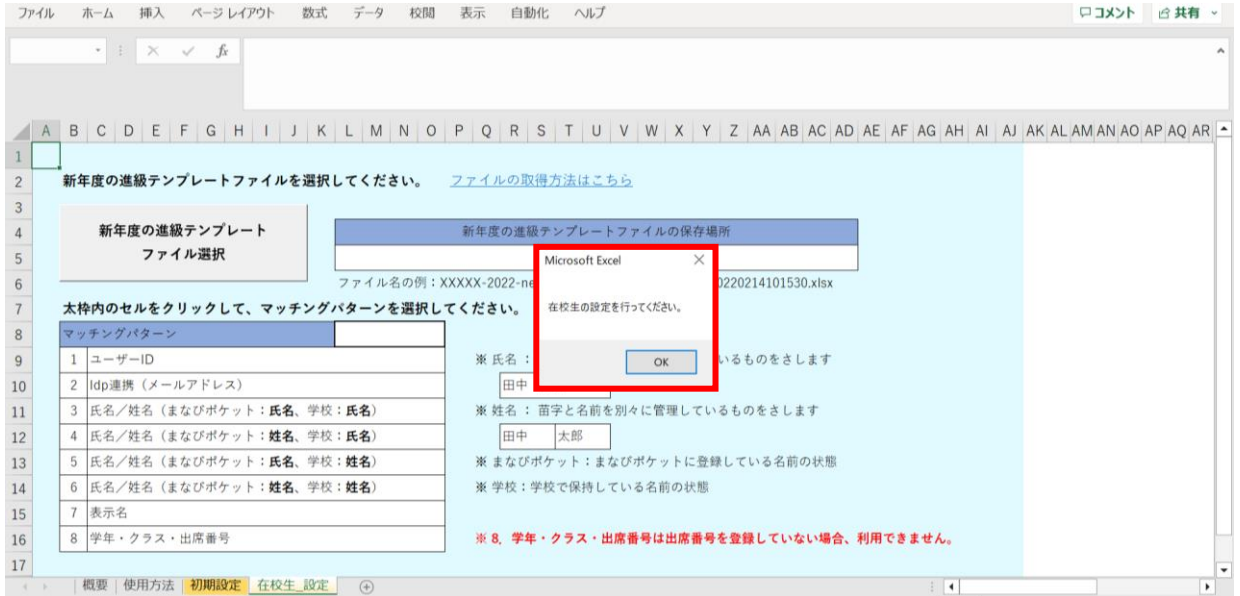 ファイル ホーム 挿入 ページ レイアウト 数式 データ 校閲 表示 自動化 ヘルプ コメント 共有
fx
A B C D E F G H I J K L M N O P Q R S T U V W X Y Z AA AB AC AD AE AF AG AH AI AJ AK AL AM AN AO AP AQ AR
1
2 新年度の進級テンプレートファイルを選択してください。 ファイルの取得方法はこちら
3
4 新年度の進級テンプレート 新年度の進級テンプレートファイルの保存場所
5 ファイル選択
Microsoft Excel
6 ファイル名の例：XXXXX-2022-ne 0220214101530.xlsx
在校生の設定を行ってください。
7 太枠内のセルをクリックして、マッチングパターンを選択してください。
8 マッチングパターン
9 1 ユーザーID ※ 氏名： いるものをさします
OK
10 2 Idp連携（メールアドレス） 田中
11 3 氏名／姓名（まなびポケット：氏名、学校：氏名） ※ 姓名： 苗字と名前を別々に管理しているものをさします
12 4 氏名／姓名（まなびポケット：姓名、学校：氏名） 田中 太郎
13 5 氏名／姓名（まなびポケット：氏名、学校：姓名） ※ まなびポケット：まなびポケットに登録している名前の状態
14 6 氏名／姓名（まなびポケット：姓名、学校：姓名） ※ 学校：学校で保持している名前の状態
15 7 表示名
16 8 学年・クラス・出席番号 ※ 8，学年・クラス・出席番号は出席番号を登録していない場合、利用できません。
17
概要 使用方法 初期設定 在校生_設定